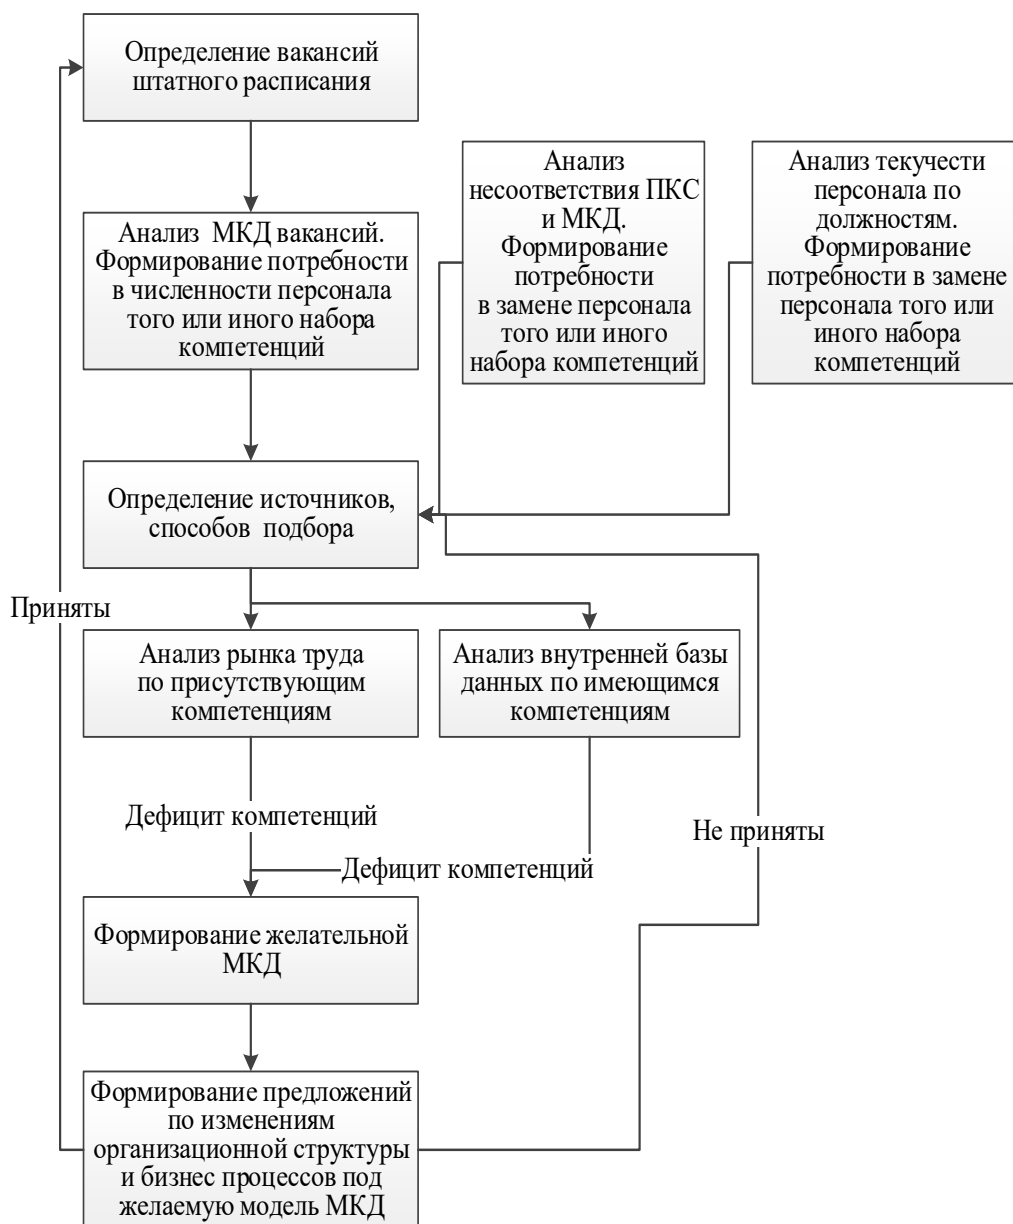 Определение вакансий
штатного расписания
Анализ МКД вакансий.
Формирование потребности
в численности персонала
того или иного набора
компетенций
Анализ
несоответствия ПКС
и МКД.
Формирование
потребности
в замене персонала
того или иного
набора компетенций
Анализ текучести
персонала по
должностям.
Формирование
потребности в замене
персонала того или
иного набора
компетенций
Определение источников,
способов подбора
Приняты
Анализ рынка труда
по присутствующим
компетенциям
Анализ внутренней базы
данных по имеющимся
компетенциям
Дефицит компетенций
Не приняты
Дефицит компетенций
Формирование желательной
МКД
Формирование предложений
по изменениям
организационной структуры
и бизнес процессов под
желаемую модель МКД